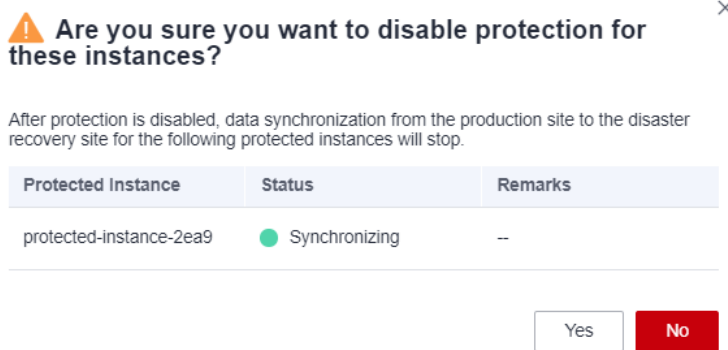 Are you sure you want to disable protection for
these instances?
After protection is disabled, data synchronization from the production site to the disaster
recovery site for the following protected instances will stop.
Protected Instance Status Remarks
protected-instance-2ea9 Synchronizing --
Yes No